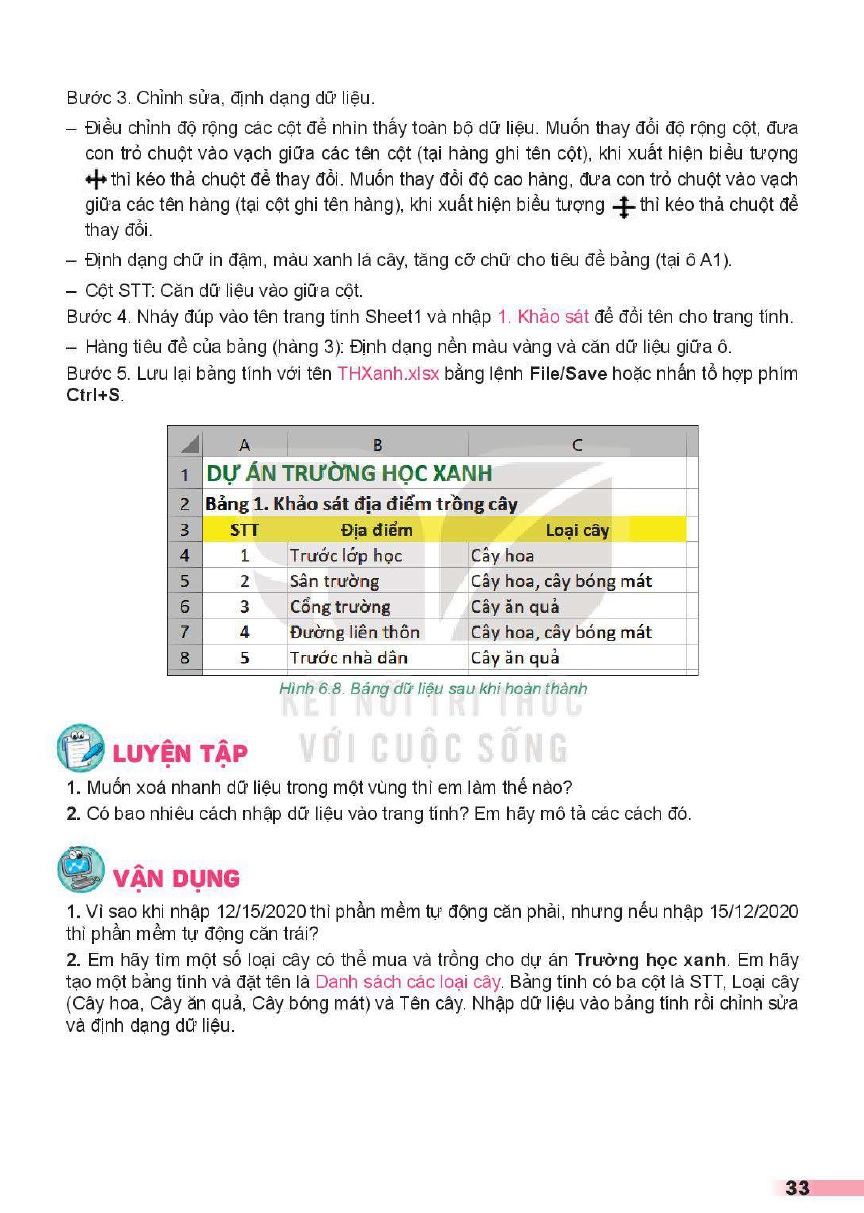 Bước 3. Chỉnh sửa, định dạng dữ liệu.
– Điều chỉnh độ rộng các cột để nhìn thấy toàn bộ dữ liệu. Muốn thay đổi độ rộng cột, đưa
con trỏ chuột vào vạch giữa các tên cột (tại hàng ghi tên cột), khi xuất hiện biểu tượng
thì kéo thả chuột để thay đổi. Muốn thay đổi độ cao hàng, đưa con trỏ chuột vào vạch
giữa các tên hàng (tại cột ghi tên hàng), khi xuất hiện biểu tượng thì kéo thả chuột để
thay đổi.
– Định dạng chữ in đậm, màu xanh lá cây, tăng cỡ chữ cho tiêu đề bảng (tại ô A1).
– Cột STT: Căn dữ liệu vào giữa cột.
Bước 4. Nháy đúp vào tên trang tính Sheet1 và nhập 1. Khảo sát để đổi tên cho trang tính.
– Hàng tiêu đề của bảng (hàng 3): Định dạng nền màu vàng và căn dữ liệu giữa ô.
Bước 5. Lưu lại bảng tính với tên THXanh.xlsx bằng lệnh File/Save hoặc nhấn tổ hợp phím
Ctrl+S.
A B C
1 DỰ ÁN TRƯỜNG HỌC XANH
2 Bảng 1. Khảo sát địa điểm trồng cây
3 STT Địa điểm Loại cây
4 1 Trước lớp học Cây hoa
5 2 Sân trường Cây hoa, cây bóng mát
6 3 Cổng trường Cây ăn quả
7 4 Đường liên thôn Cây hoa, cây bóng mát
8 5 Trước nhà dân Cây ăn quả
Hình 6.8. Bảng dữ liệu sau khi hoàn thành
KẾT NỐI TRI THỨC
VỚI CUỘC SỐNG
LUYỆN TẬP
1. Muốn xoá nhanh dữ liệu trong một vùng thì em làm thế nào?
2. Có bao nhiêu cách nhập dữ liệu vào trang tính? Em hãy mô tả các cách đó.
VẬN DỤNG
1. Vì sao khi nhập 12/15/2020 thì phần mềm tự động căn phải, nhưng nếu nhập 15/12/2020
thì phần mềm tự động căn trái?
2. Em hãy tìm một số loại cây có thể mua và trồng cho dự án Trường học xanh. Em hãy
tạo một bảng tính và đặt tên là Danh sách các loại cây. Bảng tính có ba cột là STT, Loại cây
(Cây hoa, Cây ăn quả, Cây bóng mát) và Tên cây. Nhập dữ liệu vào bảng tính rồi chỉnh sửa
và định dạng dữ liệu.
33